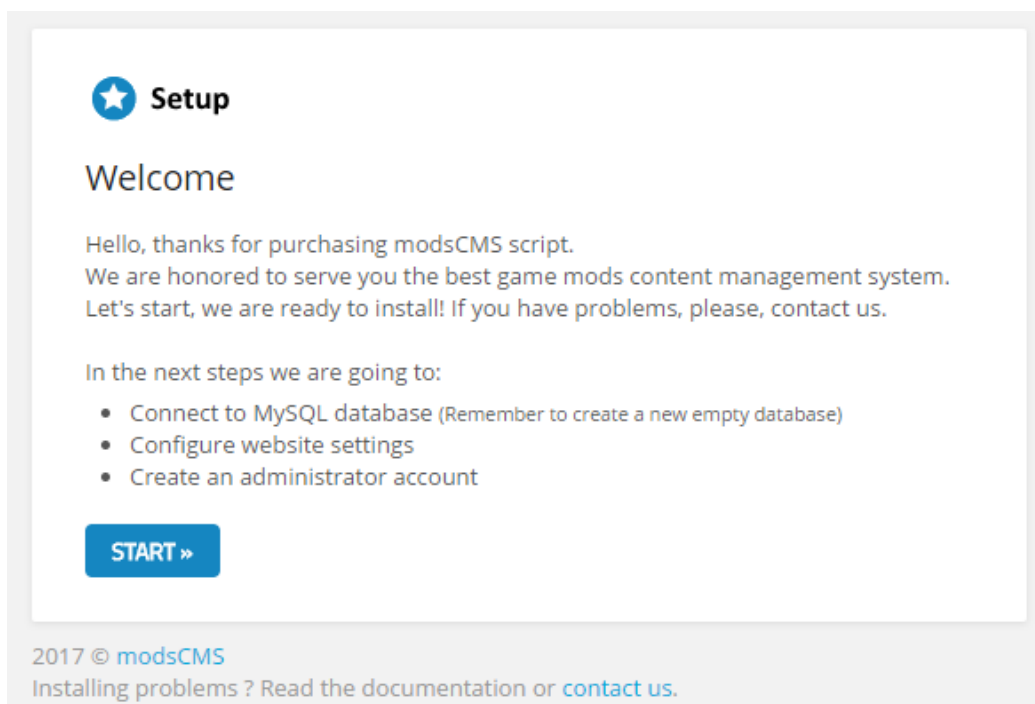 Setup
Welcome
Hello, thanks for purchasing modsCMS script.
We are honored to serve you the best game mods content management system.
Let's start, we are ready to install! If you have problems, please, contact us.
In the next steps we are going to:
• Connect to MySQL database (Remember to create a new empty database)
• Configure website settings
• Create an administrator account
START »
2017 © modsCMS
Installing problems ? Read the documentation or contact us.